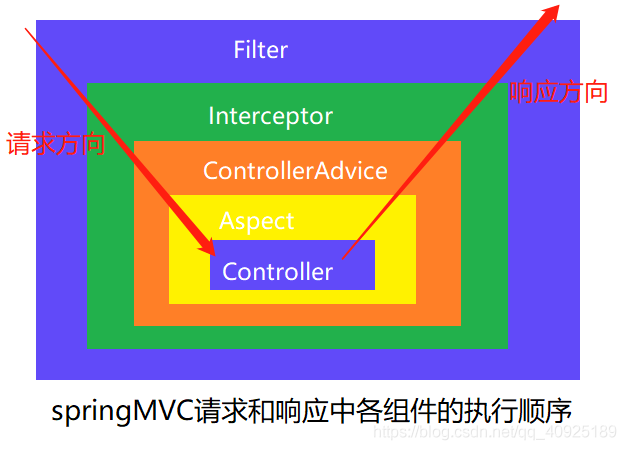 Filter
响应方向
Interceptor
请求方向
ControllerAdvice
Aspect
Controller
springMVC请求和响应中各组件的执行顺序
https://blog.csdn.net/qq_40925189